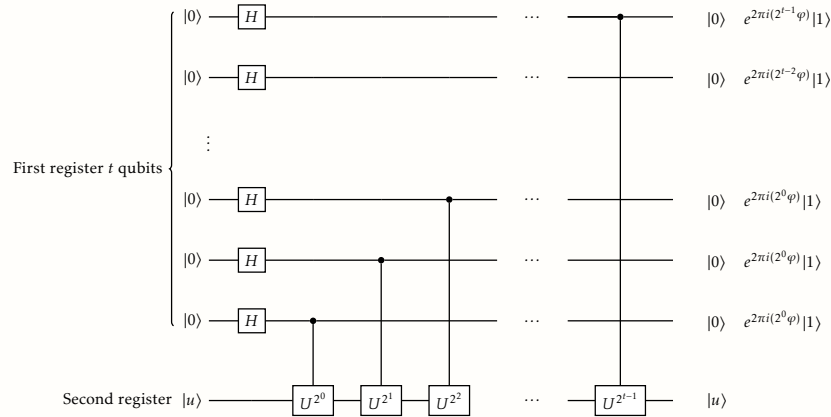 |0⟩ H ... |0⟩ e^{2πi(2^{t−1}φ)}|1⟩
|0⟩ H ... |0⟩ e^{2πi(2^{t−2}φ)}|1⟩
⋮
First register t qubits
|0⟩ H ... |0⟩ e^{2πi(2^0φ)}|1⟩
|0⟩ H ... |0⟩ e^{2πi(2^0φ)}|1⟩
|0⟩ H ... |0⟩ e^{2πi(2^0φ)}|1⟩
Second register |u⟩ U^{2^0} U^{2^1} U^{2^2} ... U^{2^{t−1}} |u⟩